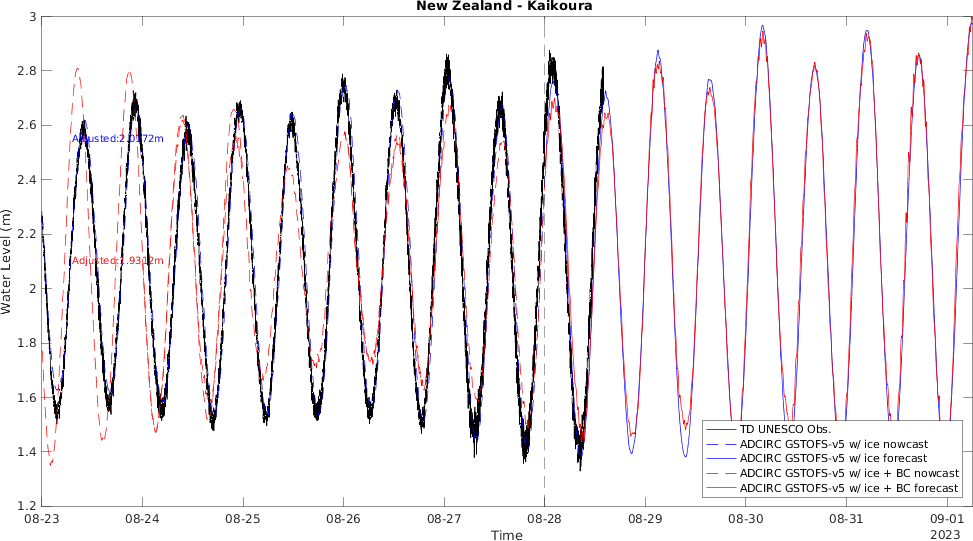 New Zealand - Kaikoura
3
2.8
2.6
2.4
2.2
2
1.8
1.6
1.4
1.2
Water Level (m)
Adjusted:2.0572m
Adjusted:1.9312m
TD UNESCO Obs.
ADCIRC GSTOFS-v5 w/ ice nowcast
ADCIRC GSTOFS-v5 w/ ice forecast
ADCIRC GSTOFS-v5 w/ ice + BC nowcast
ADCIRC GSTOFS-v5 w/ ice + BC forecast
08-23 08-24 08-25 08-26 08-27 08-28 08-29 08-30 08-31 09-01
2023
Time